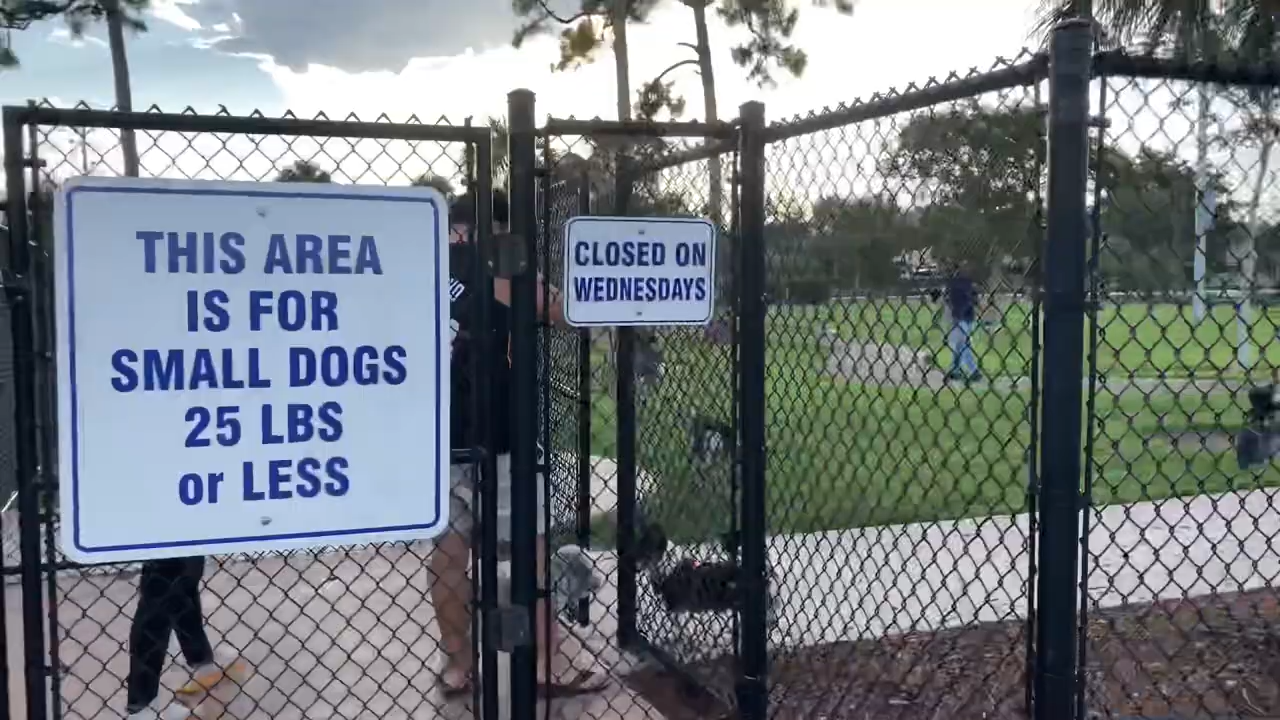 THIS AREA
IS FOR
SMALL DOGS
25 LBS
or LESS
CLOSED ON
WEDNESDAYS